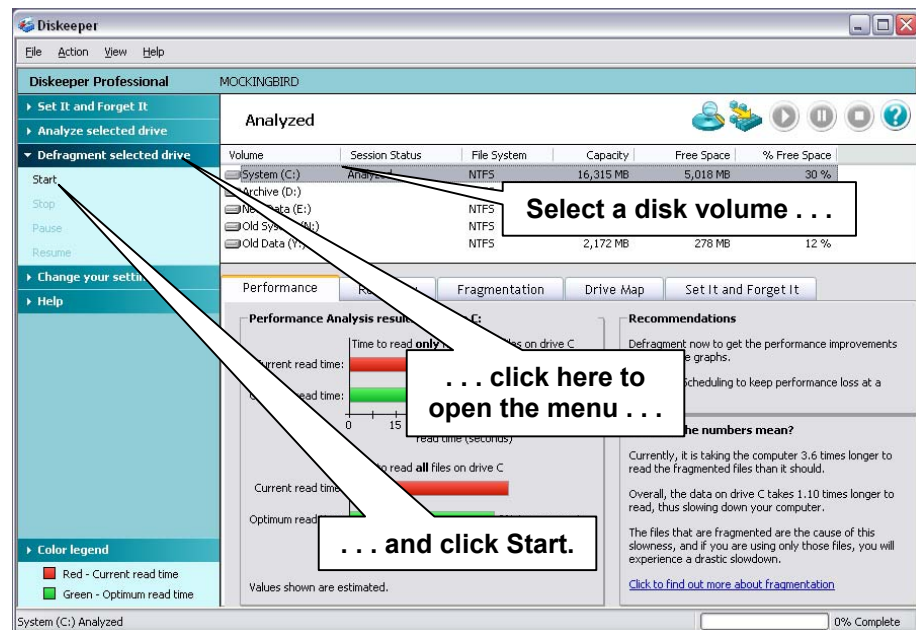 Diskeeper
File Action View Help
Diskeeper Professional MOCKINGBIRD
Set It and Forget It
Analyze selected drive
Defragment selected drive
Start
Stop
Pause
Resume
Change your
Help
Color legend
Red - Current read time
Green - Optimum read time
Analyzed
Volume Session Status File System Capacity Free Space % Free Space
System (C:) Analyzed NTFS 16,315 MB 5,018 MB 30 %
Archive (D:)
Data (E:) NTFS
Old (N:) NTFS
Old Data (Y:) NTFS 2,172 MB 278 MB 12 %
Select a disk volume . . .
Performance Fragmentation Drive Map Set It and Forget It
Performance Analysis C:
Time to read only on drive C
read time:
read time:
0 15
read time (seconds)
to read all files on drive C
Current read
Optimum
Values shown are estimated.
. . . click here to
open the menu . . .
. . . and click Start.
Recommendations
Defragment now to get the performance improvements
graphs.
Scheduling to keep performance loss at a
numbers mean?
Currently, it is taking the computer 3.6 times longer to
read the fragmented files than it should.
Overall, the data on drive C takes 1.10 times longer to
read, thus slowing down your computer.
The files that are fragmented are the cause of this
slowness, and if you are using only those files, you will
experience a drastic slowdown.
Click to find out more about fragmentation
System (C:) Analyzed 0% Complete